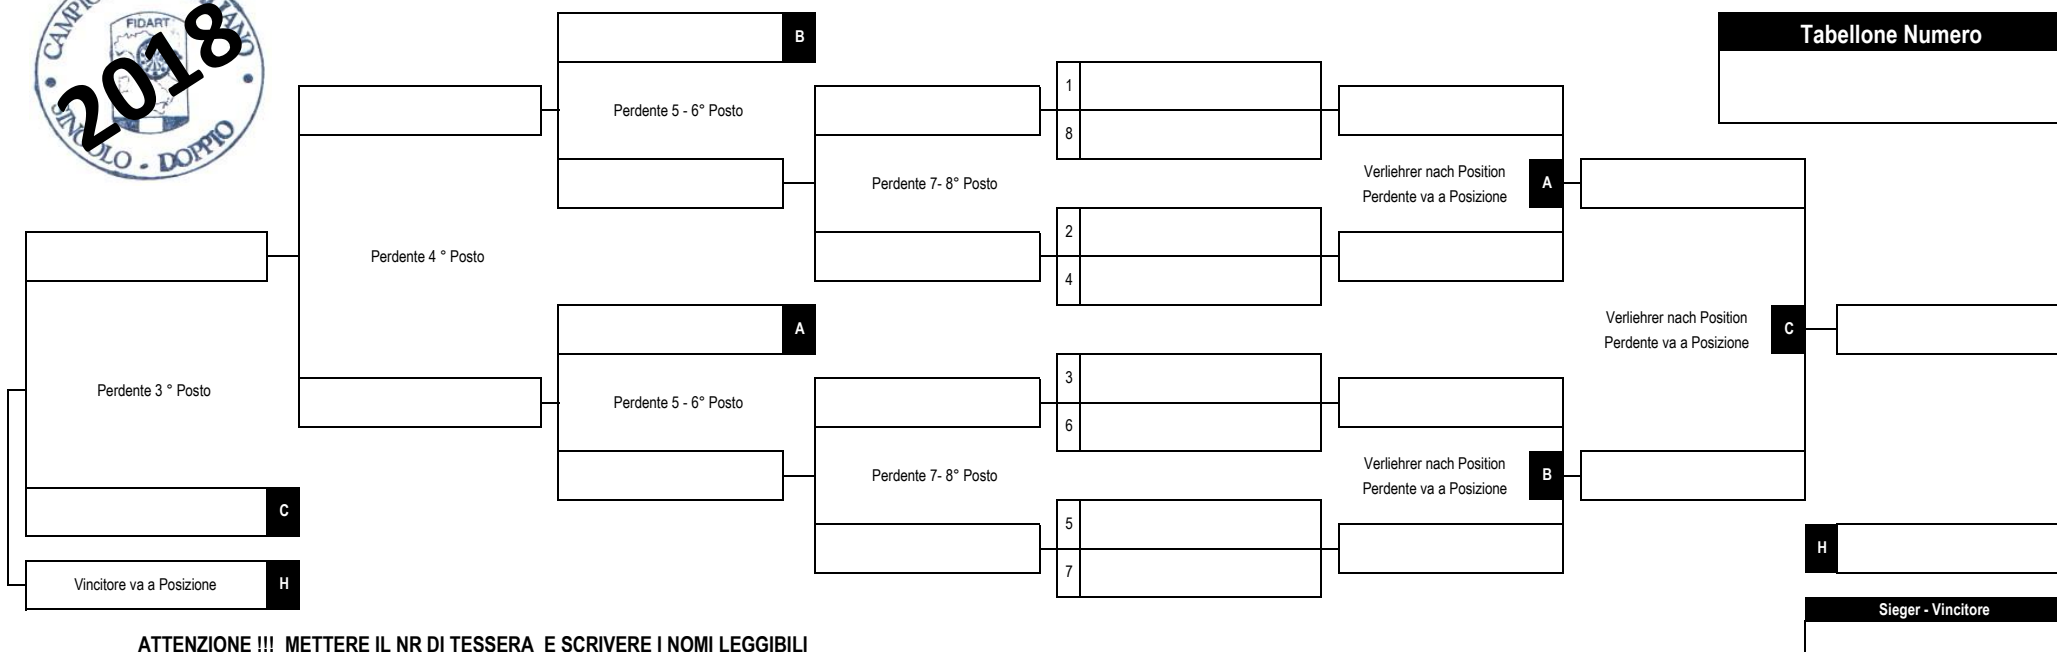 CAMPIO
IANO
FIDART
2018
SINGOLO - DOPPIO
B
Tabellone Numero
1
Perdente 5 - 6° Posto
8
Perdente 7- 8° Posto
Verliehrer nach Position
Perdente va a Posizione
A
2
Perdente 4 ° Posto
4
A
Verliehrer nach Position
Perdente va a Posizione
C
3
Perdente 3 ° Posto
Perdente 5 - 6° Posto
6
Perdente 7- 8° Posto
Verliehrer nach Position
Perdente va a Posizione
B
C
5
H
7
Vincitore va a Posizione
H
Sieger - Vincitore
ATTENZIONE !!! METTERE IL NR DI TESSERA E SCRIVERE I NOMI LEGGIBILI